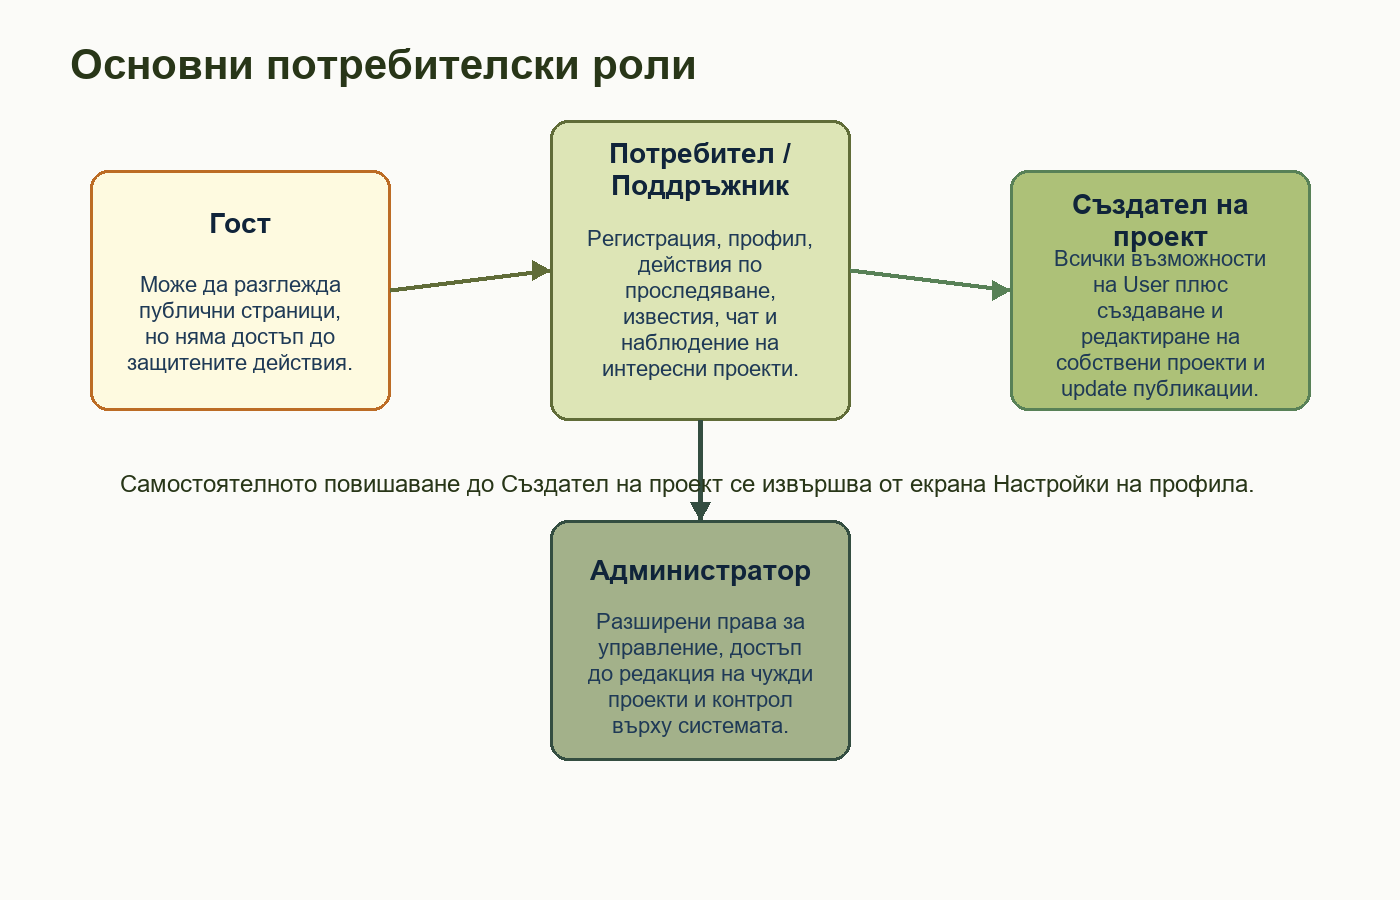 Основни потребителски роли
Гост
Може да разглежда
публични страници,
но няма достъп до
защитените действия.
Потребител /
Поддръжник
Регистрация, профил,
действия по
проследяване,
известия, чат и
наблюдение на
интересни проекти.
Създател на
проект
Всички възможности
на User плюс
създаване и
редактиране на
собствени проекти и
update публикации.
Самостоятелното повишаване до Създател на проект се извършва от екрана Настройки на профила.
Администратор
Разширени права за
управление, достъп
до редакция на чужди
проекти и контрол
върху системата.